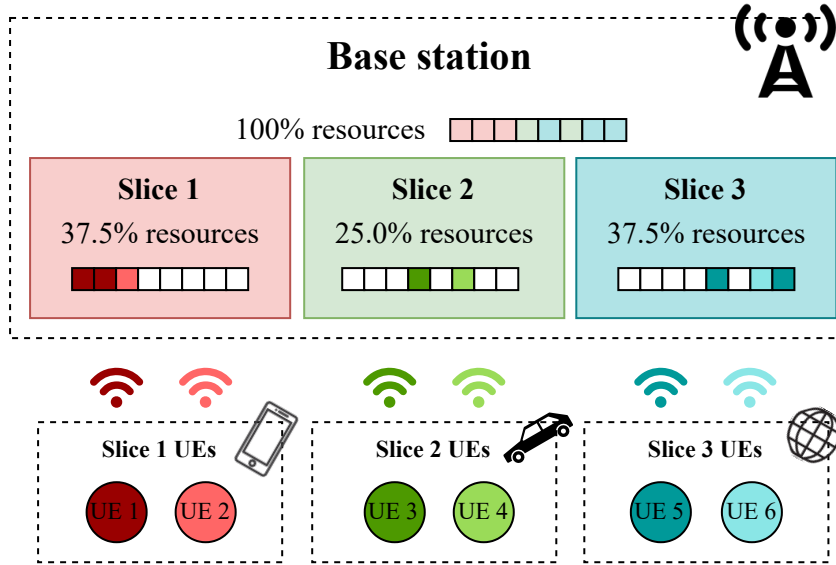 Base station
100% resources
Slice 1
37.5% resources
Slice 2
25.0% resources
Slice 3
37.5% resources
Slice 1 UEs
UE 1
UE 2
Slice 2 UEs
UE 3
UE 4
Slice 3 UEs
UE 5
UE 6